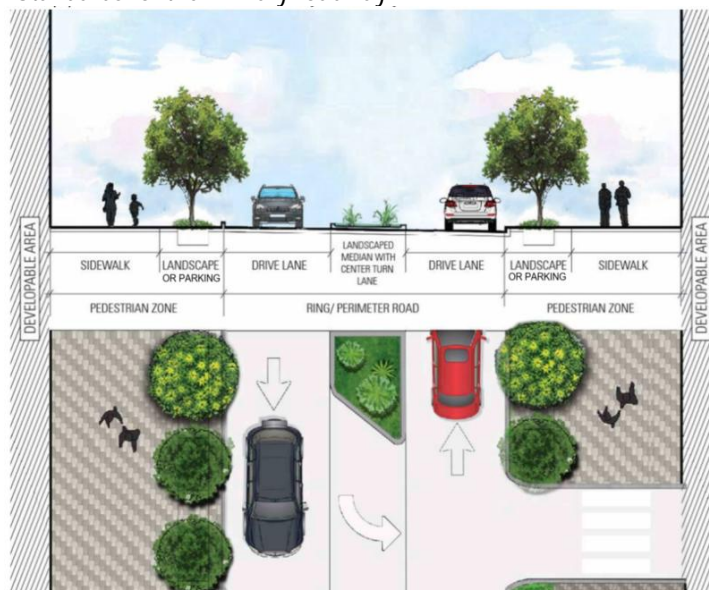 DEVELOPABLE AREA
SIDEWALK
LANDSCAPE
OR PARKING
DRIVE LANE
LANDSCAPED
MEDIAN WITH
CENTER TURN
LANE
DRIVE LANE
LANDSCAPE
OR PARKING
SIDEWALK
DEVELOPABLE AREA
PEDESTRIAN ZONE
RING/ PERIMETER ROAD
PEDESTRIAN ZONE